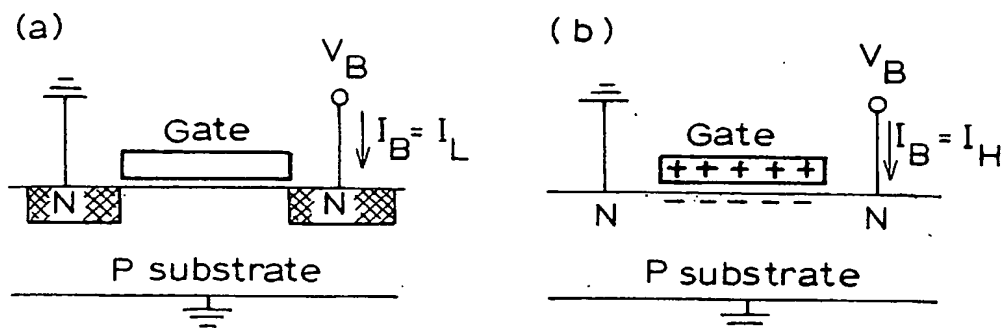 (a)
V_B
Gate
I_B = I_L
N
N
P substrate
(b)
V_B
Gate
I_B = I_H
+ + + + +
- - - - -
N
N
P substrate